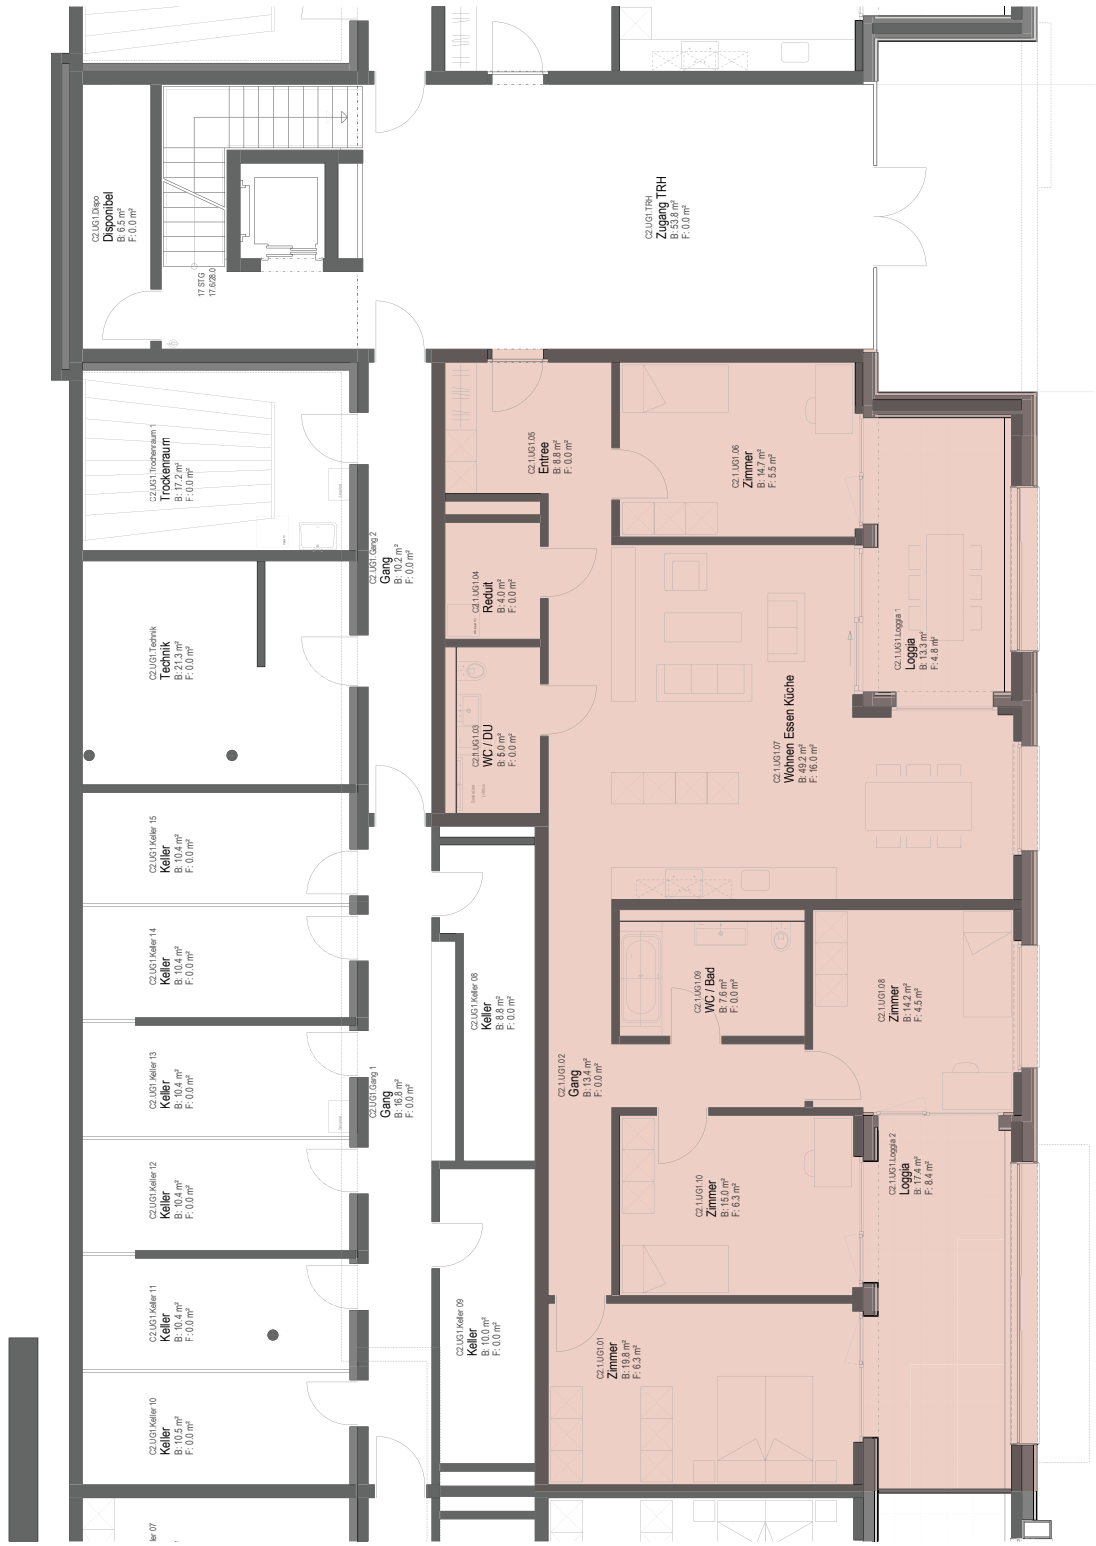 C2.UG1.Dispo
Disponibel
B: 6.5 m²
F: 0.0 m²
17 STG
17.6/28.0
C2.UG1.TRH
Zugang TRH
B: 53.8 m²
F: 0.0 m²
C2.UG1.Trochenraum 1
Trockenraum
B: 17.2 m²
F: 0.0 m²
C2.UG1.Technik
Technik
B: 21.3 m²
F: 0.0 m²
C2.UG1.Gang 2
Gang
B: 10.2 m²
F: 0.0 m²
C2.1.UG1.05
Entree
B: 8.8 m²
F: 0.0 m²
C2.1.UG1.06
Zimmer
B: 14.7 m²
F: 5.5 m²
C2.1.UG1.04
Reduit
B: 4.0 m²
F: 0.0 m²
C2.1.UG1.03
WC / DU
B: 5.0 m²
F: 0.0 m²
C2.1.UG1.Loggia 1
Loggia
B: 13.3 m²
F: 4.8 m²
C2.1.UG1.07
Wohnen Essen Küche
B: 49.2 m²
F: 16.0 m²
C2.UG1.Keller 15
Keller
B: 10.4 m²
F: 0.0 m²
C2.UG1.Keller 14
Keller
B: 10.4 m²
F: 0.0 m²
C2.UG1.Keller 13
Keller
B: 10.4 m²
F: 0.0 m²
C2.UG1.Keller 12
Keller
B: 10.4 m²
F: 0.0 m²
C2.UG1.Keller 11
Keller
B: 10.4 m²
F: 0.0 m²
C2.UG1.Keller 10
Keller
B: 10.5 m²
F: 0.0 m²
C2.UG1.Gang 1
Gang
B: 16.8 m²
F: 0.0 m²
C2.UG1.Keller 08
Keller
B: 8.8 m²
F: 0.0 m²
C2.UG1.Keller 09
Keller
B: 10.0 m²
F: 0.0 m²
C2.1.UG1.02
Gang
B: 13.4 m²
F: 0.0 m²
C2.1.UG1.09
WC / Bad
B: 7.6 m²
F: 0.0 m²
C2.1.UG1.08
Zimmer
B: 14.2 m²
F: 4.5 m²
C2.1.UG1.10
Zimmer
B: 15.0 m²
F: 6.3 m²
C2.1.UG1.Loggia 2
Loggia
B: 17.4 m²
F: 8.4 m²
C2.1.UG1.01
Zimmer
B: 19.8 m²
F: 6.3 m²
ller 07